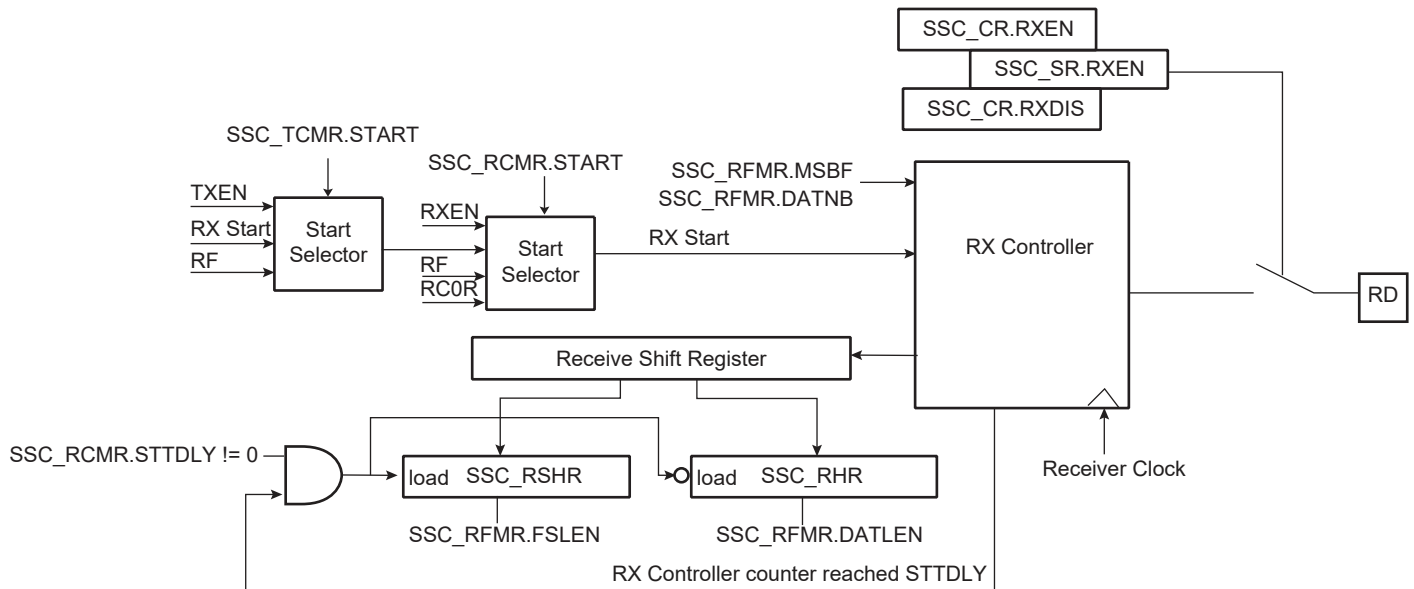 SSC_CR.RXEN
SSC_SR.RXEN
SSC_CR.RXDIS
SSC_TCMR.START
SSC_RCMR.START
SSC_RFMR.MSBF
SSC_RFMR.DATNB
TXEN
RX Start
RF
Start
Selector
RXEN
RF
RC0R
Start
Selector
RX Start
RX Controller
RD
Receive Shift Register
SSC_RCMR.STTDLY != 0
load SSC_RSHR
load SSC_RHR
Receiver Clock
SSC_RFMR.FSLEN
SSC_RFMR.DATLEN
RX Controller counter reached STTDLY